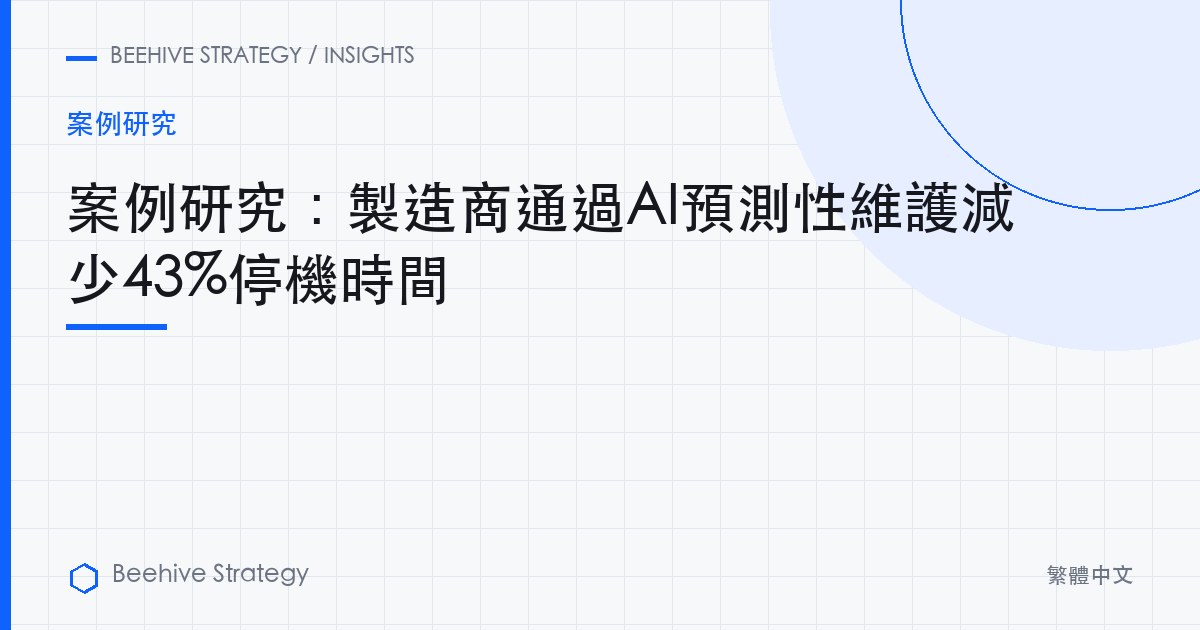 BEEHIVE STRATEGY / INSIGHTS
案例研究
案例研究：製造商通過AI預測性維護減
少43%停機時間
Beehive Strategy
繁體中文